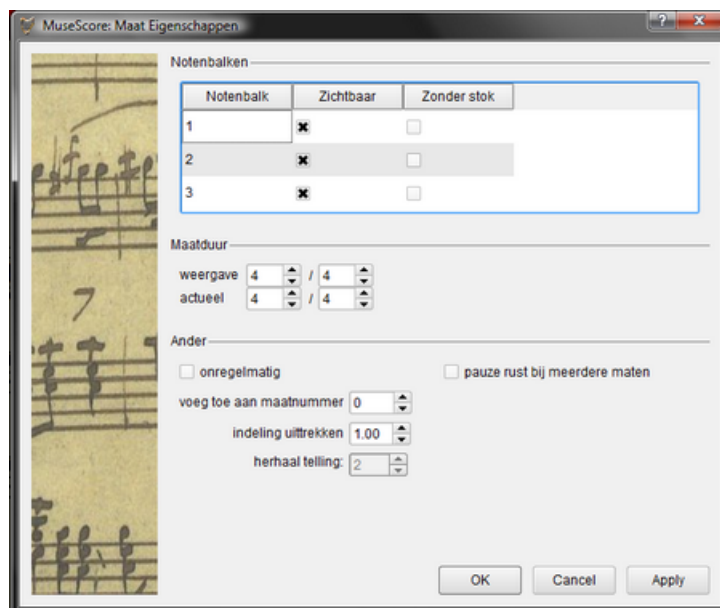 MuseScore: Maat Eigenschappen
Notenbalken
Notenbalk Zichtbaar Zonder stok
1
2
3
Maatduur
weergave 4 / 4
actueel 4 / 4
Ander
onregelmatig pauze rust bij meerdere maten
voeg toe aan maatnummer 0
indeling uittrekken 1.00
herhaal telling: 2
OK Cancel Apply